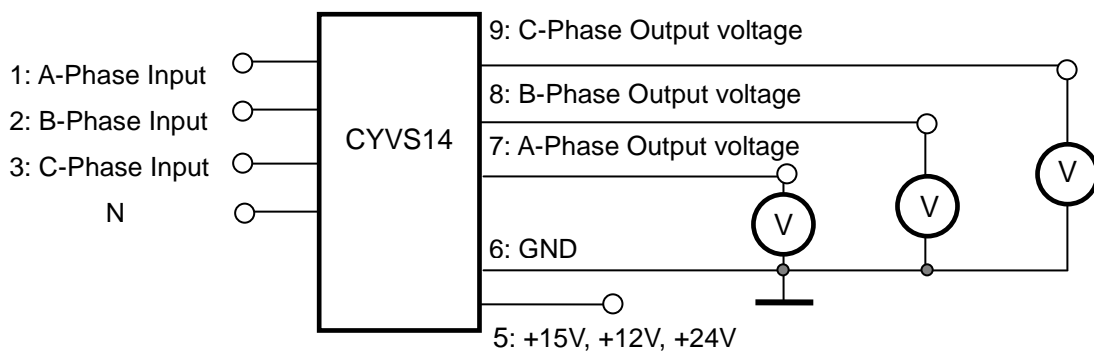 9: C-Phase Output voltage
1: A-Phase Input
8: B-Phase Output voltage
2: B-Phase Input
CYVS14
7: A-Phase Output voltage
3: C-Phase Input
V
V
V
N
6: GND
5: +15V, +12V, +24V